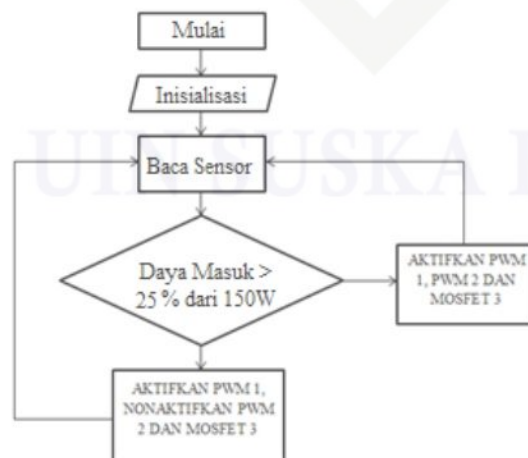 Mulai
Inisialisasi
UIN SUSKA
Baca Sensor
Daya Masuk >
25% dari 150W
AKTIFKAN PWM
1, PWM 2 DAN
MOSFET 3
AKTIFKAN PWM 1,
NONAKTIFKAN PWM
2 DAN MOSFET 3